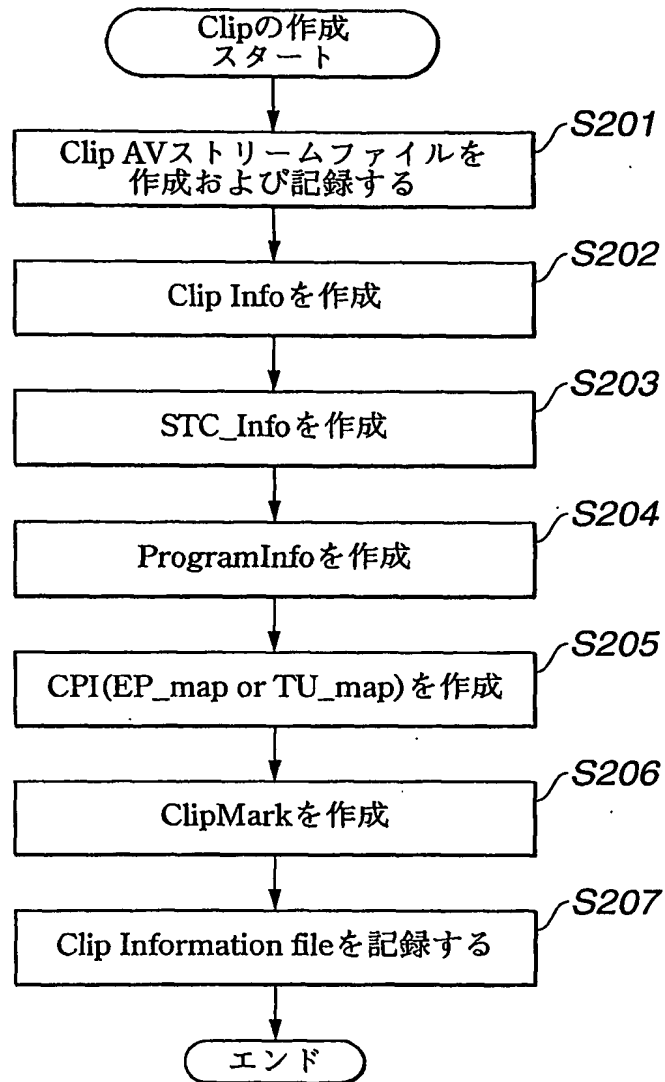 Clipの作成
スタート
S201
Clip AVストリームファイルを
作成および記録する
S202
Clip Infoを作成
S203
STC_Infoを作成
S204
ProgramInfoを作成
S205
CPI(EP_map or TU_map)を作成
S206
ClipMarkを作成
S207
Clip Information fileを記録する
エンド